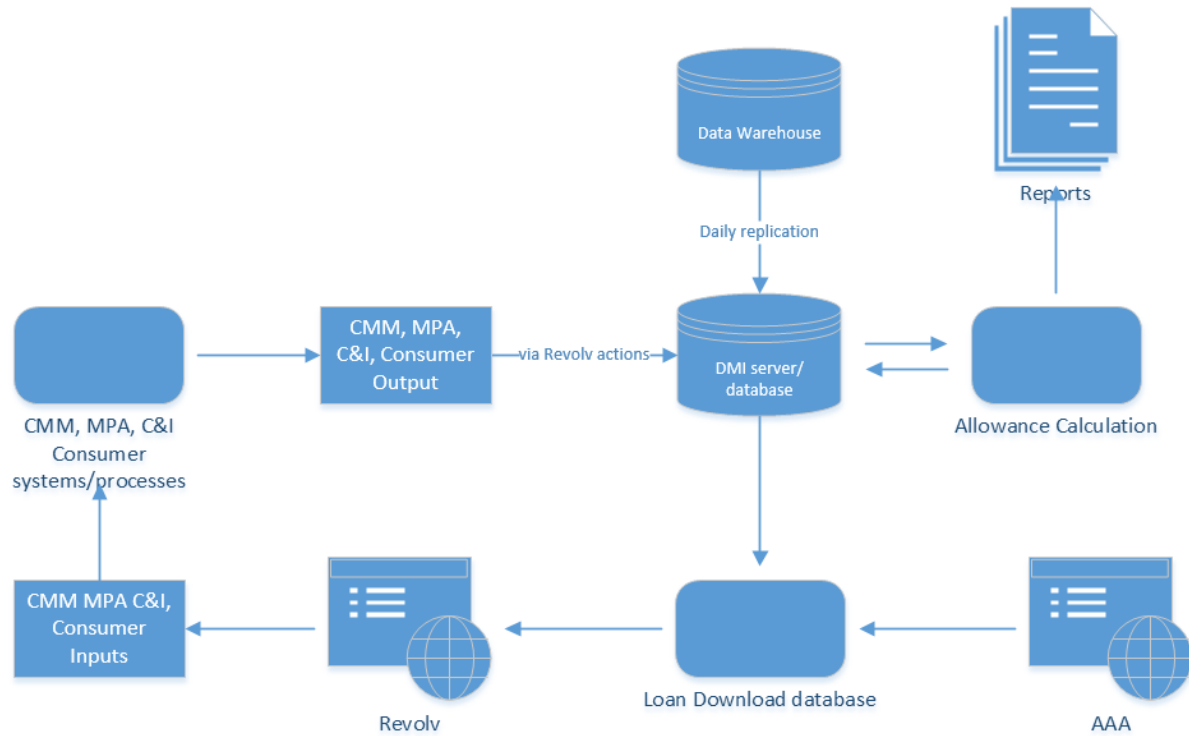 Data Warehouse
Reports
Daily replication
CMM, MPA,
C&I, Consumer
Output
via Revolv actions
DMI server/
database
CMM, MPA, C&I
Consumer
systems/processes
Allowance Calculation
CMM MPA C&I,
Consumer
Inputs
Revolv
Loan Download database
AAA